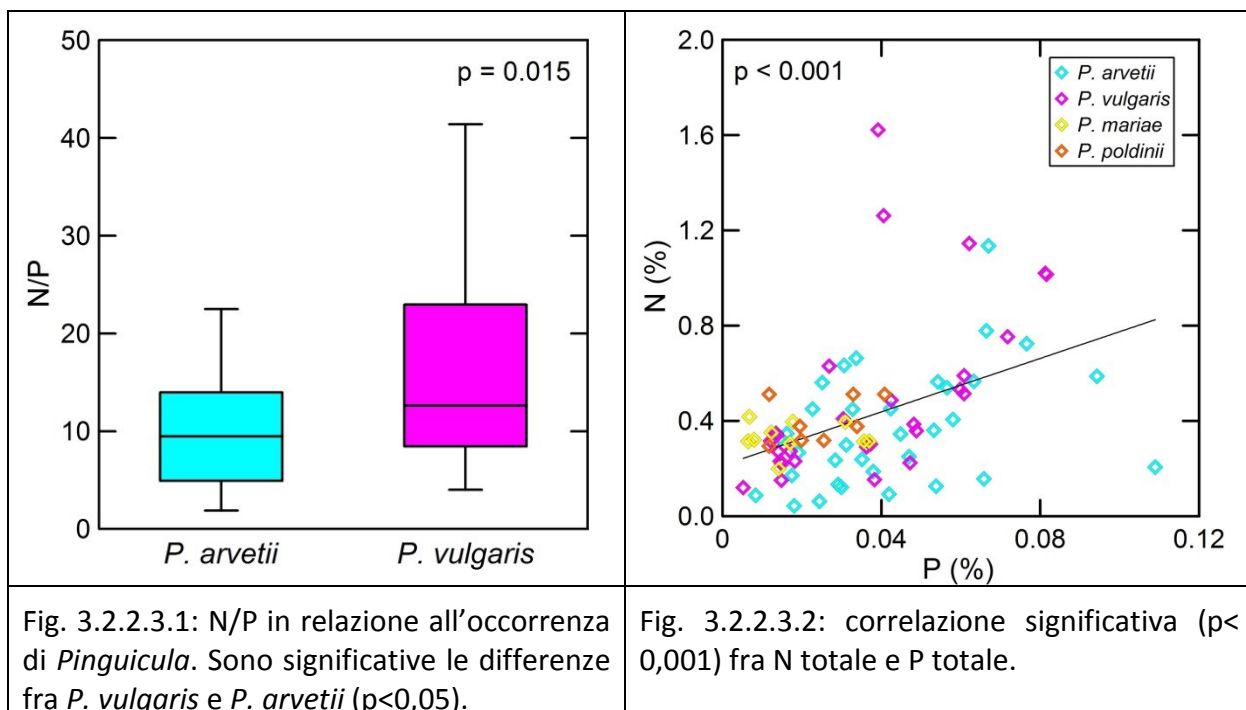 50
40
30
20
10
0
N/P
p = 0.015
P. arvetii
P. vulgaris
2.0
1.6
1.2
0.8
0.4
0.0
N (%)
p < 0.001
P. arvetii
P. vulgaris
P. mariae
P. poldinii
0
0.04
0.08
0.12
P (%)
Fig. 3.2.2.3.1: N/P in relazione all’occorrenza
di Pinguicula. Sono significative le differenze
fra P. vulgaris e P. arvetii (p<0,05).
Fig. 3.2.2.3.2: correlazione significativa (p<
0,001) fra N totale e P totale.